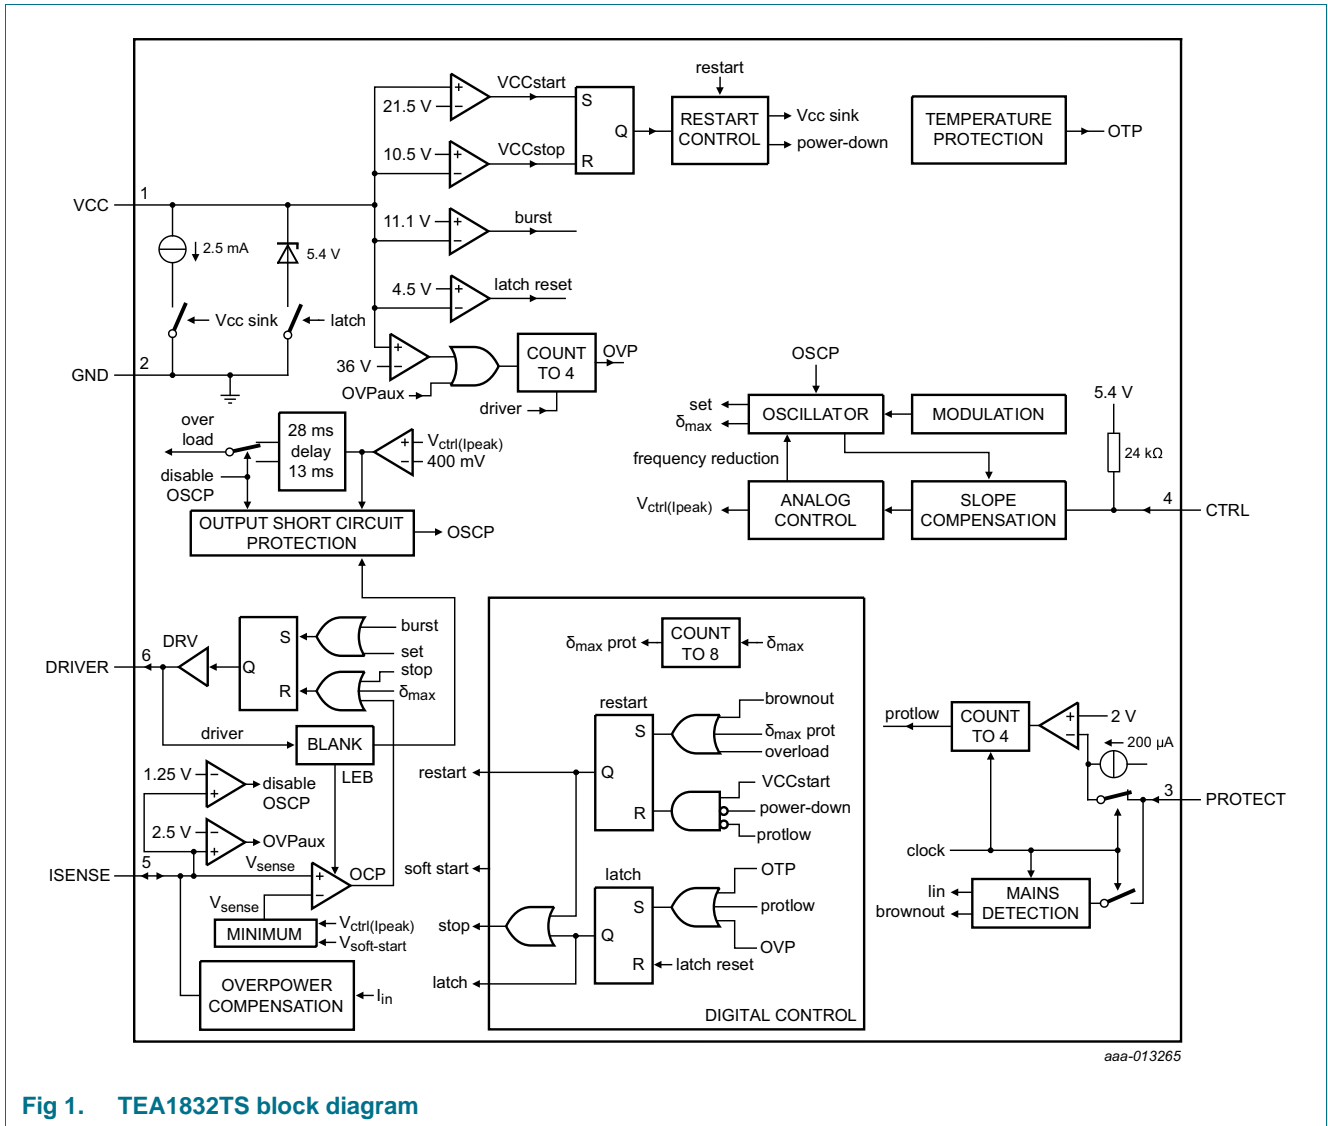 restart
VCCstart
21.5 V
S
Q
R
RESTART
CONTROL
Vcc sink
power-down
TEMPERATURE
PROTECTION
OTP
10.5 V
VCCstop
1
VCC
11.1 V
burst
2.5 mA
5.4 V
4.5 V
latch reset
Vcc sink
latch
2
GND
36 V
OVPaux
COUNT
TO 4
OVP
driver
OSCP
set
δmax
OSCILLATOR
MODULATION
5.4 V
24 kΩ
frequency reduction
Vctrl(Ipeak)
ANALOG
CONTROL
SLOPE
COMPENSATION
4
CTRL
over
load
28 ms
delay
13 ms
Vctrl(Ipeak)
400 mV
disable
OSCP
OUTPUT SHORT CIRCUIT
PROTECTION
OSCP
DRV
6
DRIVER
Q
S
R
burst
set
stop
δmax
driver
BLANK
LEB
1.25 V
disable
OSCP
2.5 V
OVPaux
5
ISENSE
Vsense
OCP
Vsense
MINIMUM
Vctrl(Ipeak)
Vsoft-start
OVERPOWER
COMPENSATION
Iin
δmax prot
COUNT
TO 8
δmax
restart
S
Q
R
brownout
δmax prot
overload
VCCstart
power-down
protlow
restart
soft start
stop
latch
latch
S
Q
R
OTP
protlow
OVP
latch reset
DIGITAL CONTROL
protlow
COUNT
TO 4
2 V
200 µA
3
PROTECT
clock
lin
brownout
MAINS
DETECTION
aaa-013265
Fig 1. TEA1832TS block diagram